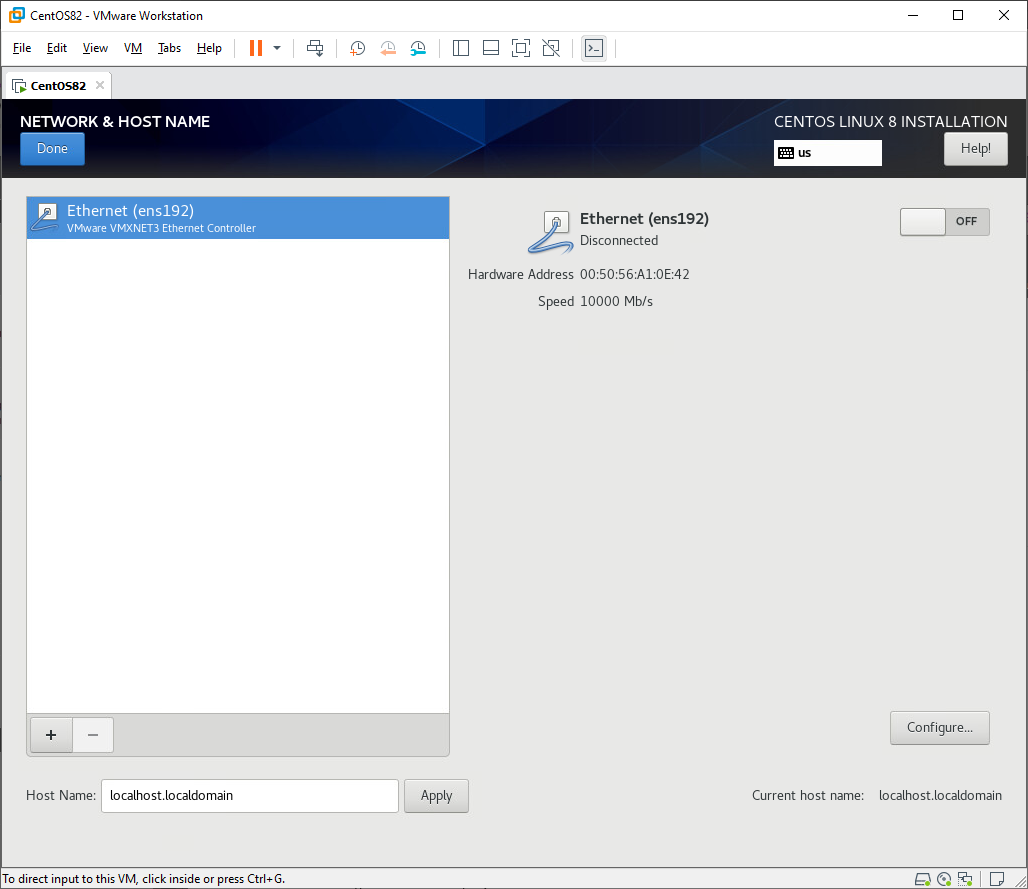 CentOS82 - VMware Workstation
File Edit View VM Tabs Help
CentOS82
NETWORK & HOST NAME
CENTOS LINUX 8 INSTALLATION
Done
us
Help!
Ethernet (ens192)
VMware VMXNET3 Ethernet Controller
Ethernet (ens192)
Disconnected
OFF
Hardware Address 00:50:56:A1:0E:42
Speed 10000 Mb/s
+ −
Configure...
Host Name: localhost.localdomain Apply
Current host name: localhost.localdomain
To direct input to this VM, click inside or press Ctrl+G.